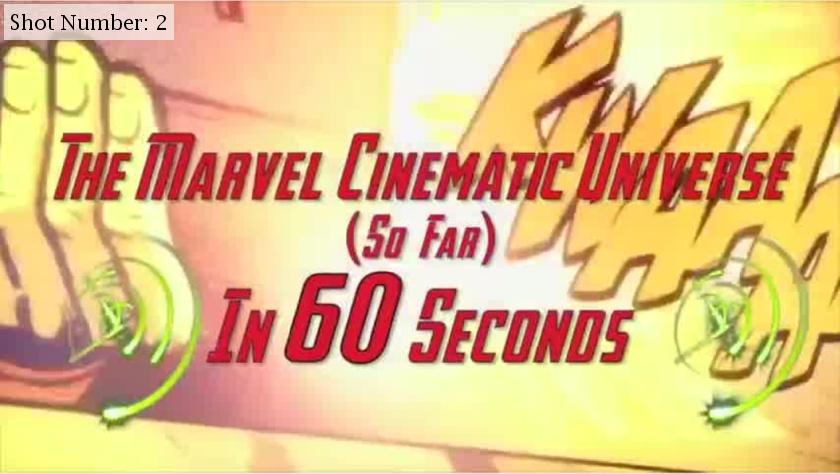 Shot Number: 2
THE MARVEL CINEMATIC UNIVERSE
(SO FAR)
IN 60 SECONDS